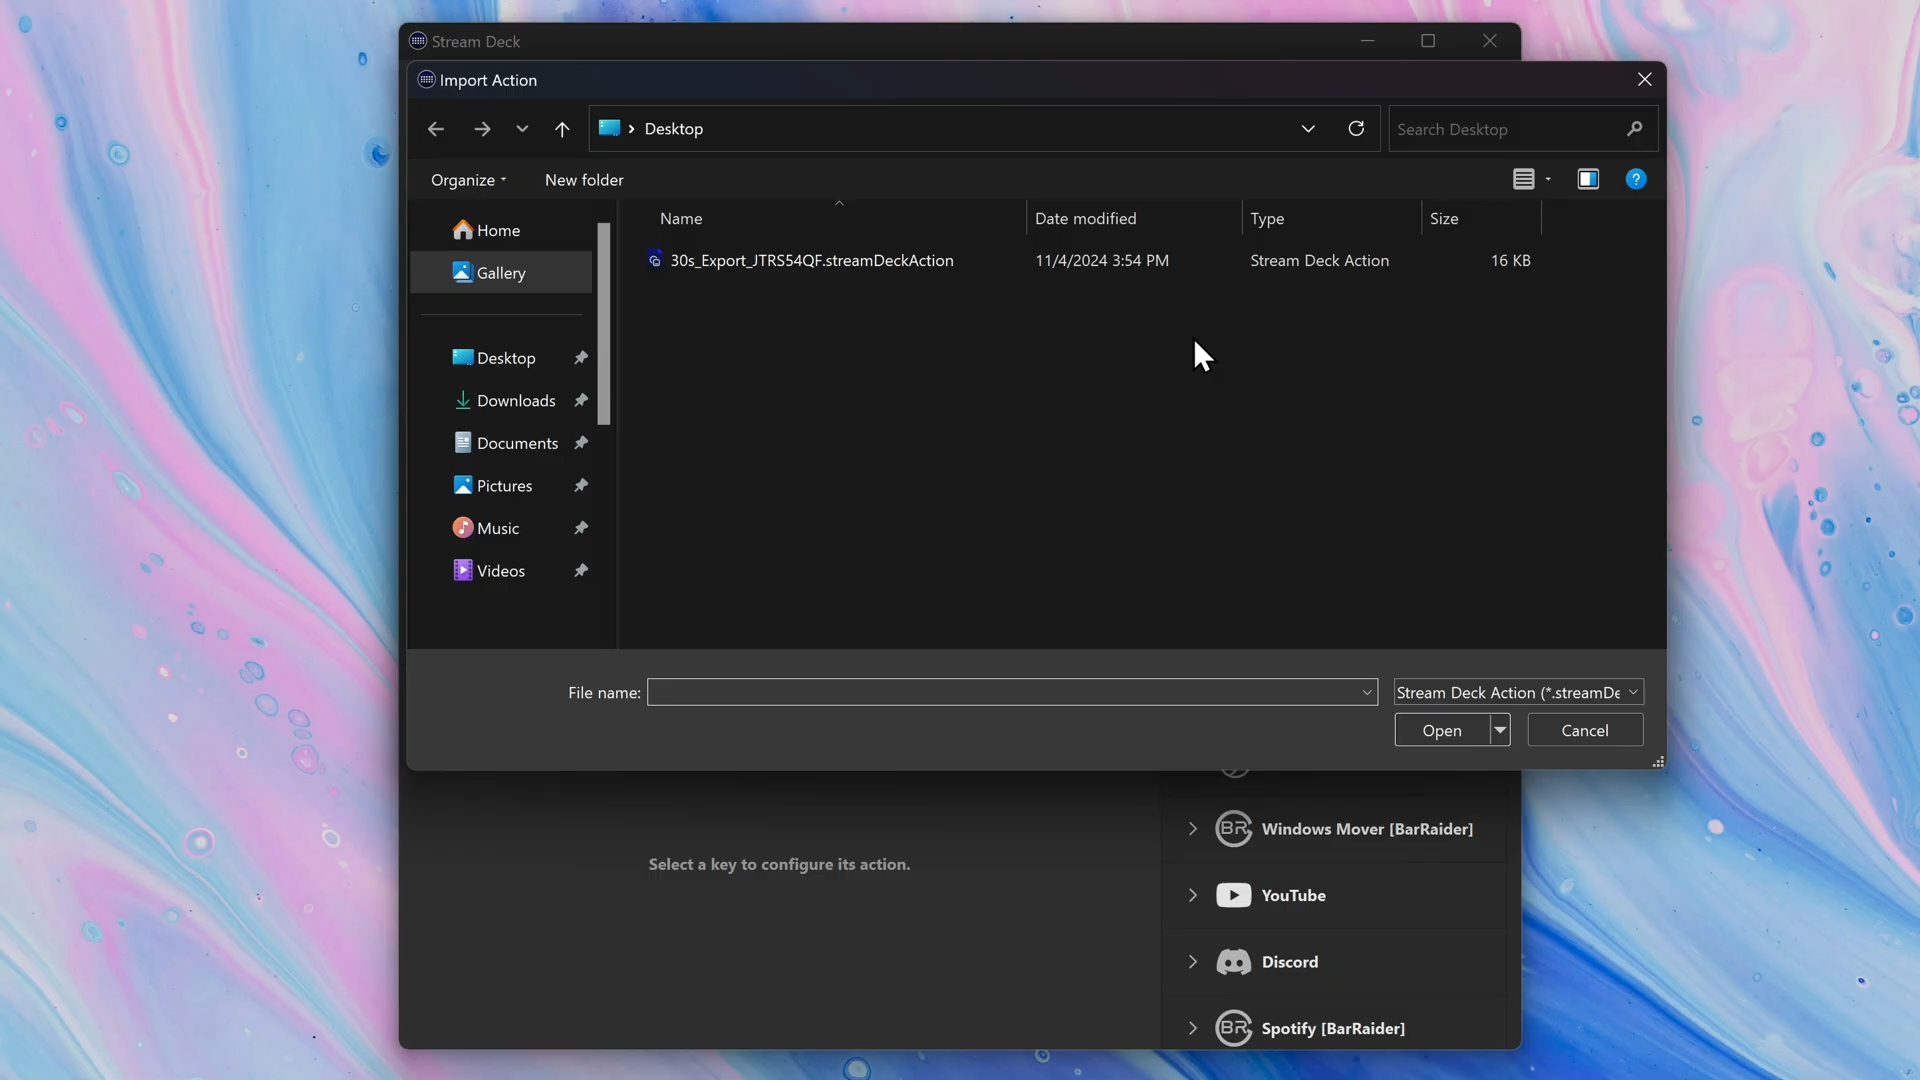 Stream Deck
Import Action
Desktop
Search Desktop
Organize
New folder
Home
Gallery
Desktop
Downloads
Documents
Pictures
Music
Videos
Name
Date modified
Type
Size
30s_Export_JTRS54QF.streamDeckAction
11/4/2024 3:54 PM
Stream Deck Action
16 KB
File name:
Stream Deck Action (*.streamDe
Open
Cancel
Select a key to configure its action.
BR Windows Mover [BarRaider]
YouTube
Discord
BR Spotify [BarRaider]